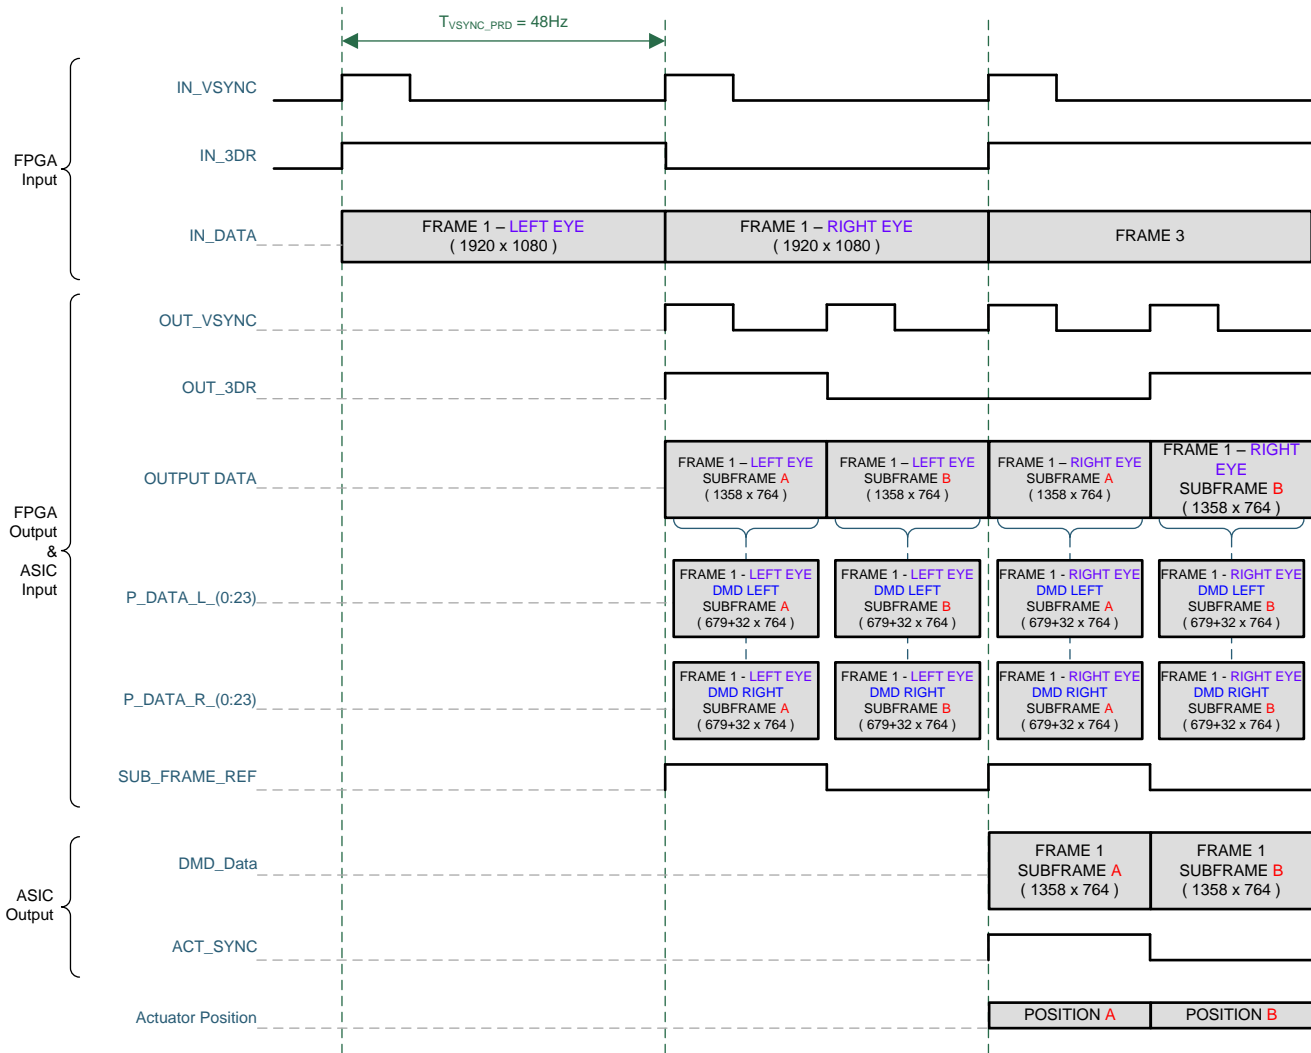 TVSYNC_PRD = 48Hz
FPGA
Input
IN_VSYNC
IN_3DR
IN_DATA
FRAME 1 – LEFT EYE
( 1920 x 1080 )
FRAME 1 – RIGHT EYE
( 1920 x 1080 )
FRAME 3
FPGA
Output
&
ASIC
Input
OUT_VSYNC
OUT_3DR
OUTPUT DATA
FRAME 1 – LEFT EYE
SUBFRAME A
( 1358 x 764 )
FRAME 1 – LEFT EYE
SUBFRAME B
( 1358 x 764 )
FRAME 1 – RIGHT EYE
SUBFRAME A
( 1358 x 764 )
FRAME 1 – RIGHT
EYE
SUBFRAME B
( 1358 x 764 )
P_DATA_L_(0:23)
FRAME 1 - LEFT EYE
DMD LEFT
SUBFRAME A
( 679+32 x 764 )
FRAME 1 - LEFT EYE
DMD LEFT
SUBFRAME B
( 679+32 x 764 )
FRAME 1 - RIGHT EYE
DMD LEFT
SUBFRAME A
( 679+32 x 764 )
FRAME 1 - RIGHT EYE
DMD LEFT
SUBFRAME B
( 679+32 x 764 )
P_DATA_R_(0:23)
FRAME 1 - LEFT EYE
DMD RIGHT
SUBFRAME A
( 679+32 x 764 )
FRAME 1 - LEFT EYE
DMD RIGHT
SUBFRAME B
( 679+32 x 764 )
FRAME 1 - RIGHT EYE
DMD RIGHT
SUBFRAME A
( 679+32 x 764 )
FRAME 1 - RIGHT EYE
DMD RIGHT
SUBFRAME B
( 679+32 x 764 )
SUB_FRAME_REF
ASIC
Output
DMD_Data
FRAME 1
SUBFRAME A
( 1358 x 764 )
FRAME 1
SUBFRAME B
( 1358 x 764 )
ACT_SYNC
Actuator Position
POSITION A
POSITION B